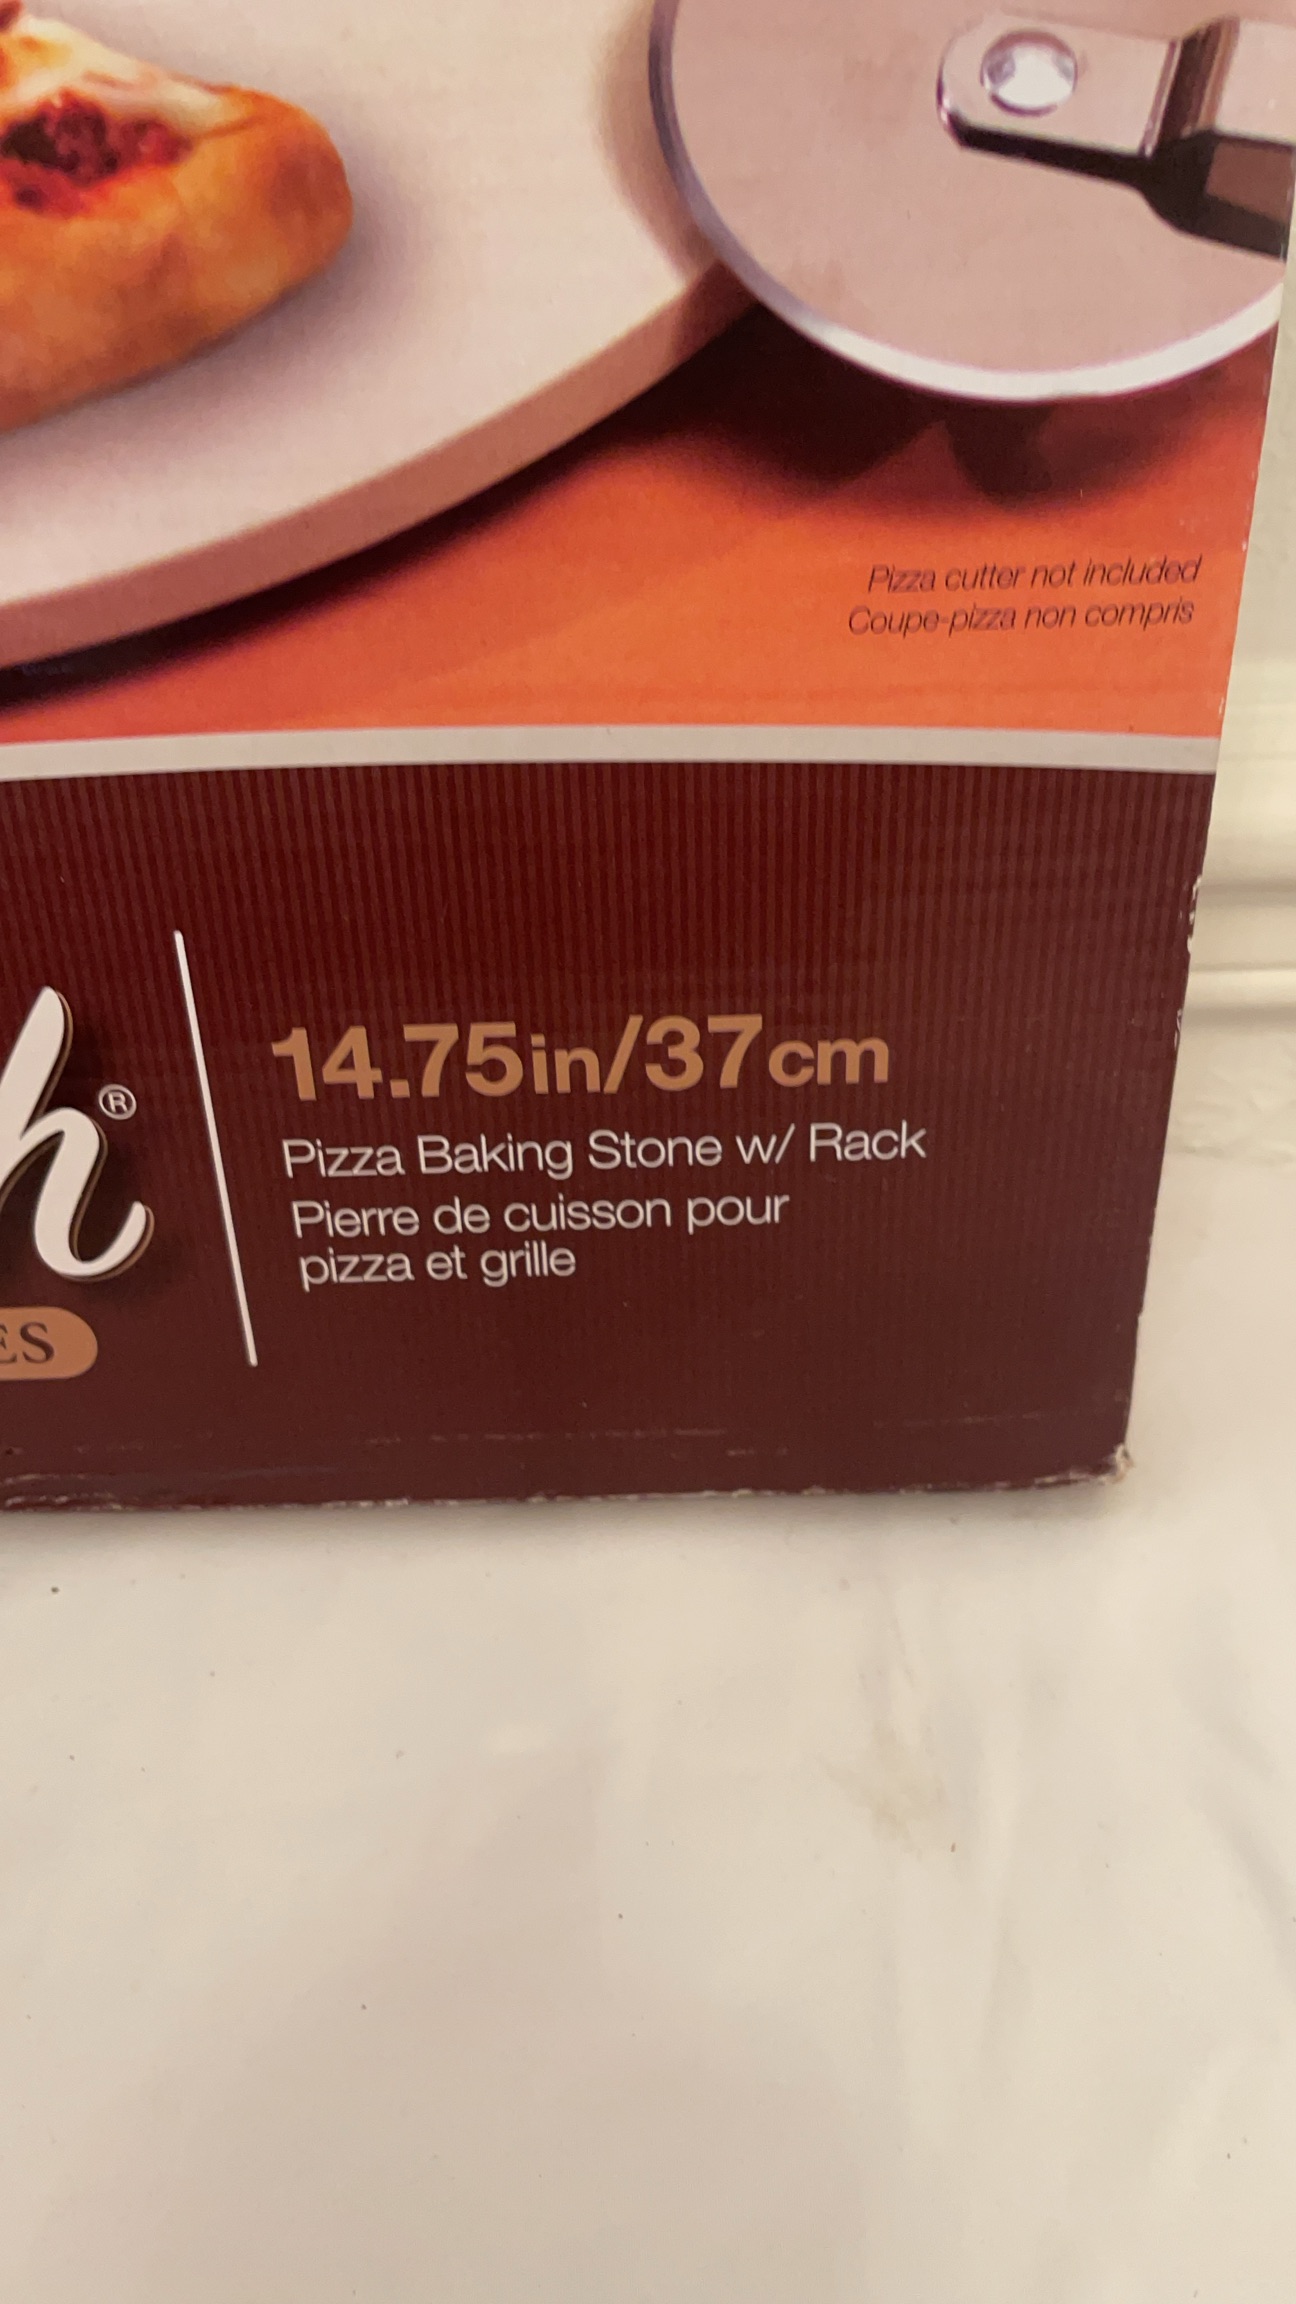 Pizza cutter not included
Coupe-pizza non compris
14.75in/37cm
Pizza Baking Stone w/ Rack
Pierre de cuisson pour
pizza et grille